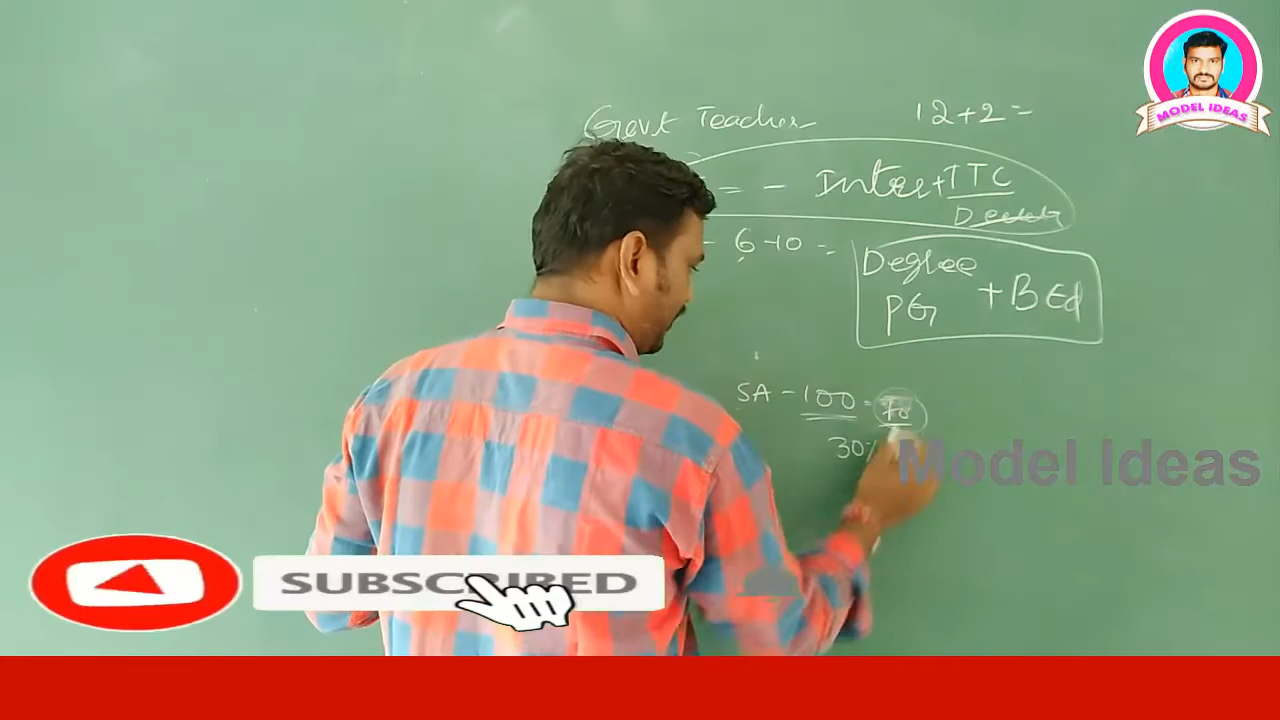 MODEL IDEAS
Govt Teacher 12+2=
= - Inter+TTC
- 6-10 =
Degree
PG +BEd
SA - 100 = 70
30%
Model Ideas
SUBSCRIBED